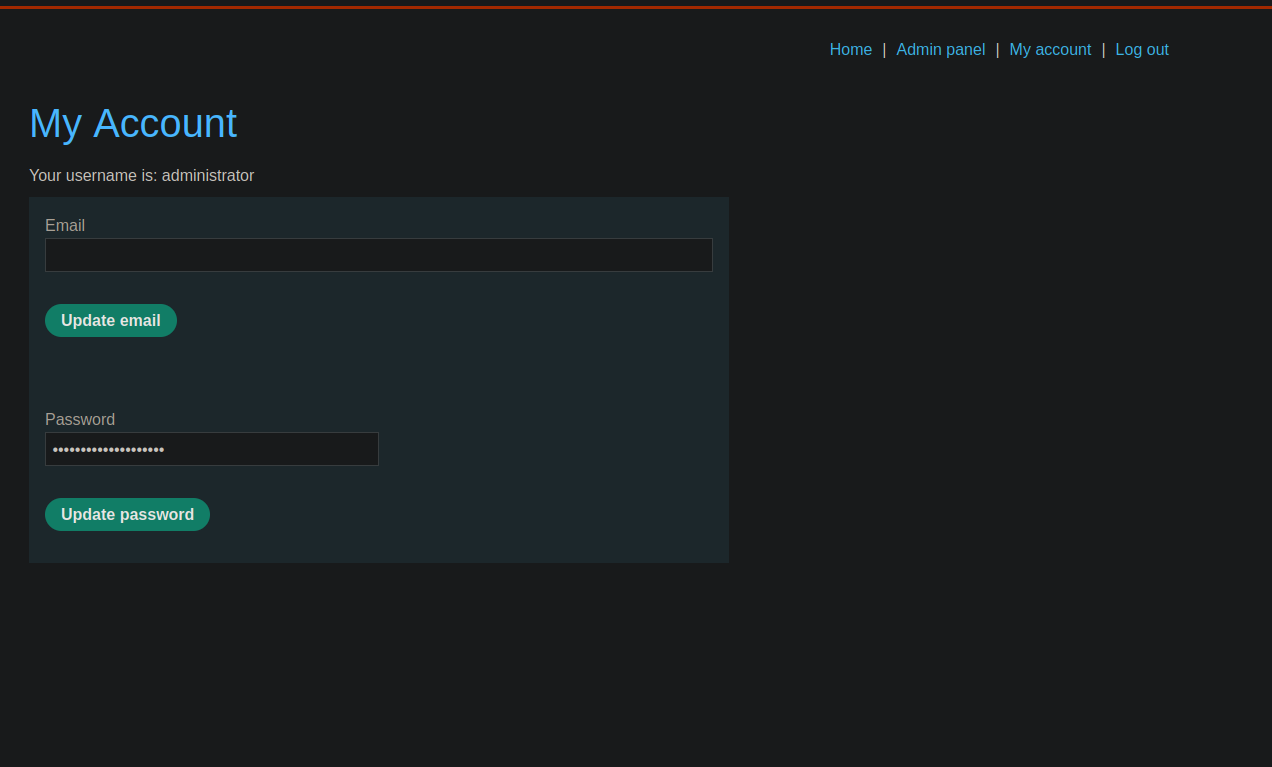 Home | Admin panel | My account | Log out
My Account
Your username is: administrator
Email
Update email
Password
••••••••••••••••••••
Update password